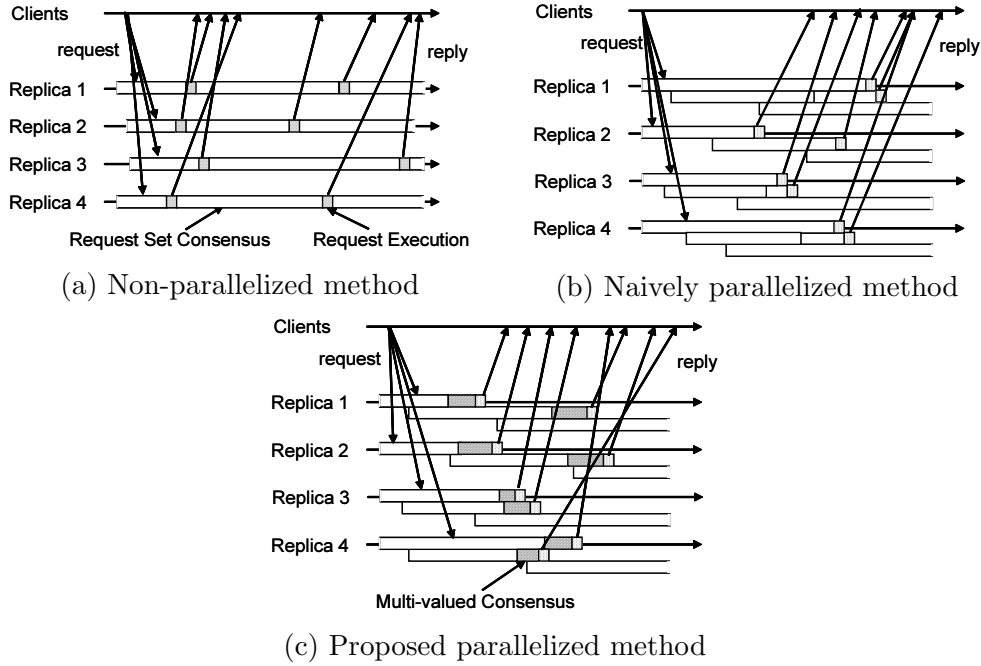 Clients
request
reply
Replica 1
Replica 2
Replica 3
Replica 4
Request Set Consensus
Request Execution
(a) Non-parallelized method
Clients
request
reply
Replica 1
Replica 2
Replica 3
Replica 4
(b) Naively parallelized method
Clients
request
reply
Replica 1
Replica 2
Replica 3
Replica 4
Multi-valued Consensus
(c) Proposed parallelized method